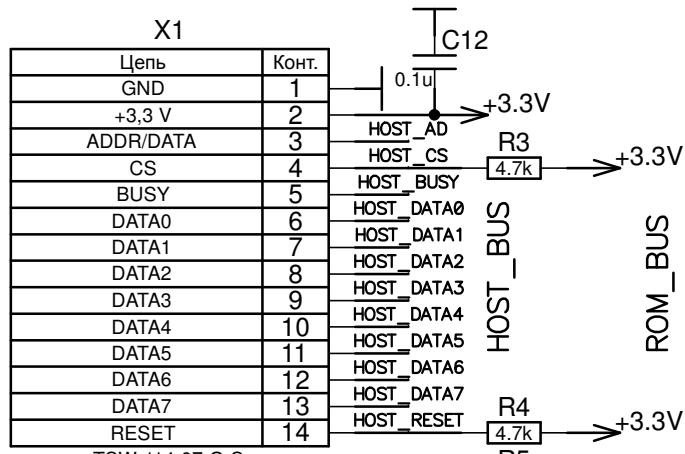 X1
C12
Цепь Конт.
GND 1
0.1u
+3,3 V 2
+3.3V
ADDR/DATA 3 HOST_AD
R3
CS 4 HOST_CS
4.7k
+3.3V
BUSY 5 HOST_BUSY
DATA0 6 HOST_DATA0
DATA1 7 HOST_DATA1
DATA2 8 HOST_DATA2
DATA3 9 HOST_DATA3
DATA4 10 HOST_DATA4
DATA5 11 HOST_DATA5
DATA6 12 HOST_DATA6
DATA7 13 HOST_DATA7
HOST_BUS
ROM_BUS
R4
RESET 14 HOST_RESET
4.7k
+3.3V